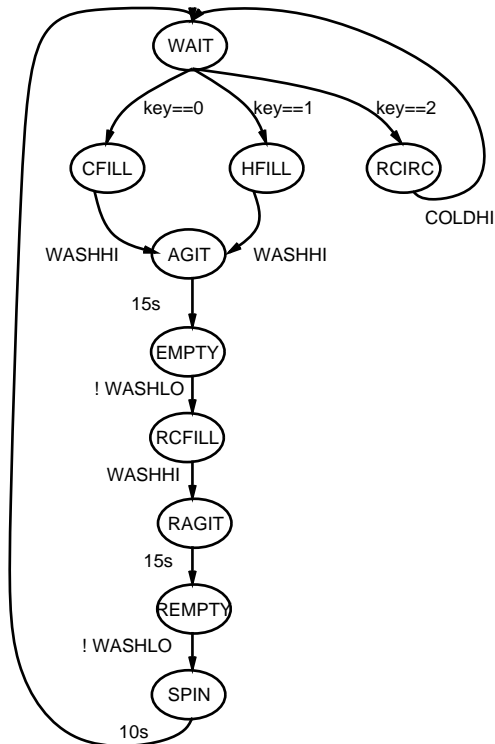 WAIT
key==0
key==1
key==2
CFILL
HFILL
RCIRC
COLDHI
WASHHI
AGIT
WASHHI
15s
EMPTY
! WASHLO
RCFILL
WASHHI
RAGIT
15s
REMPTY
! WASHLO
SPIN
10s